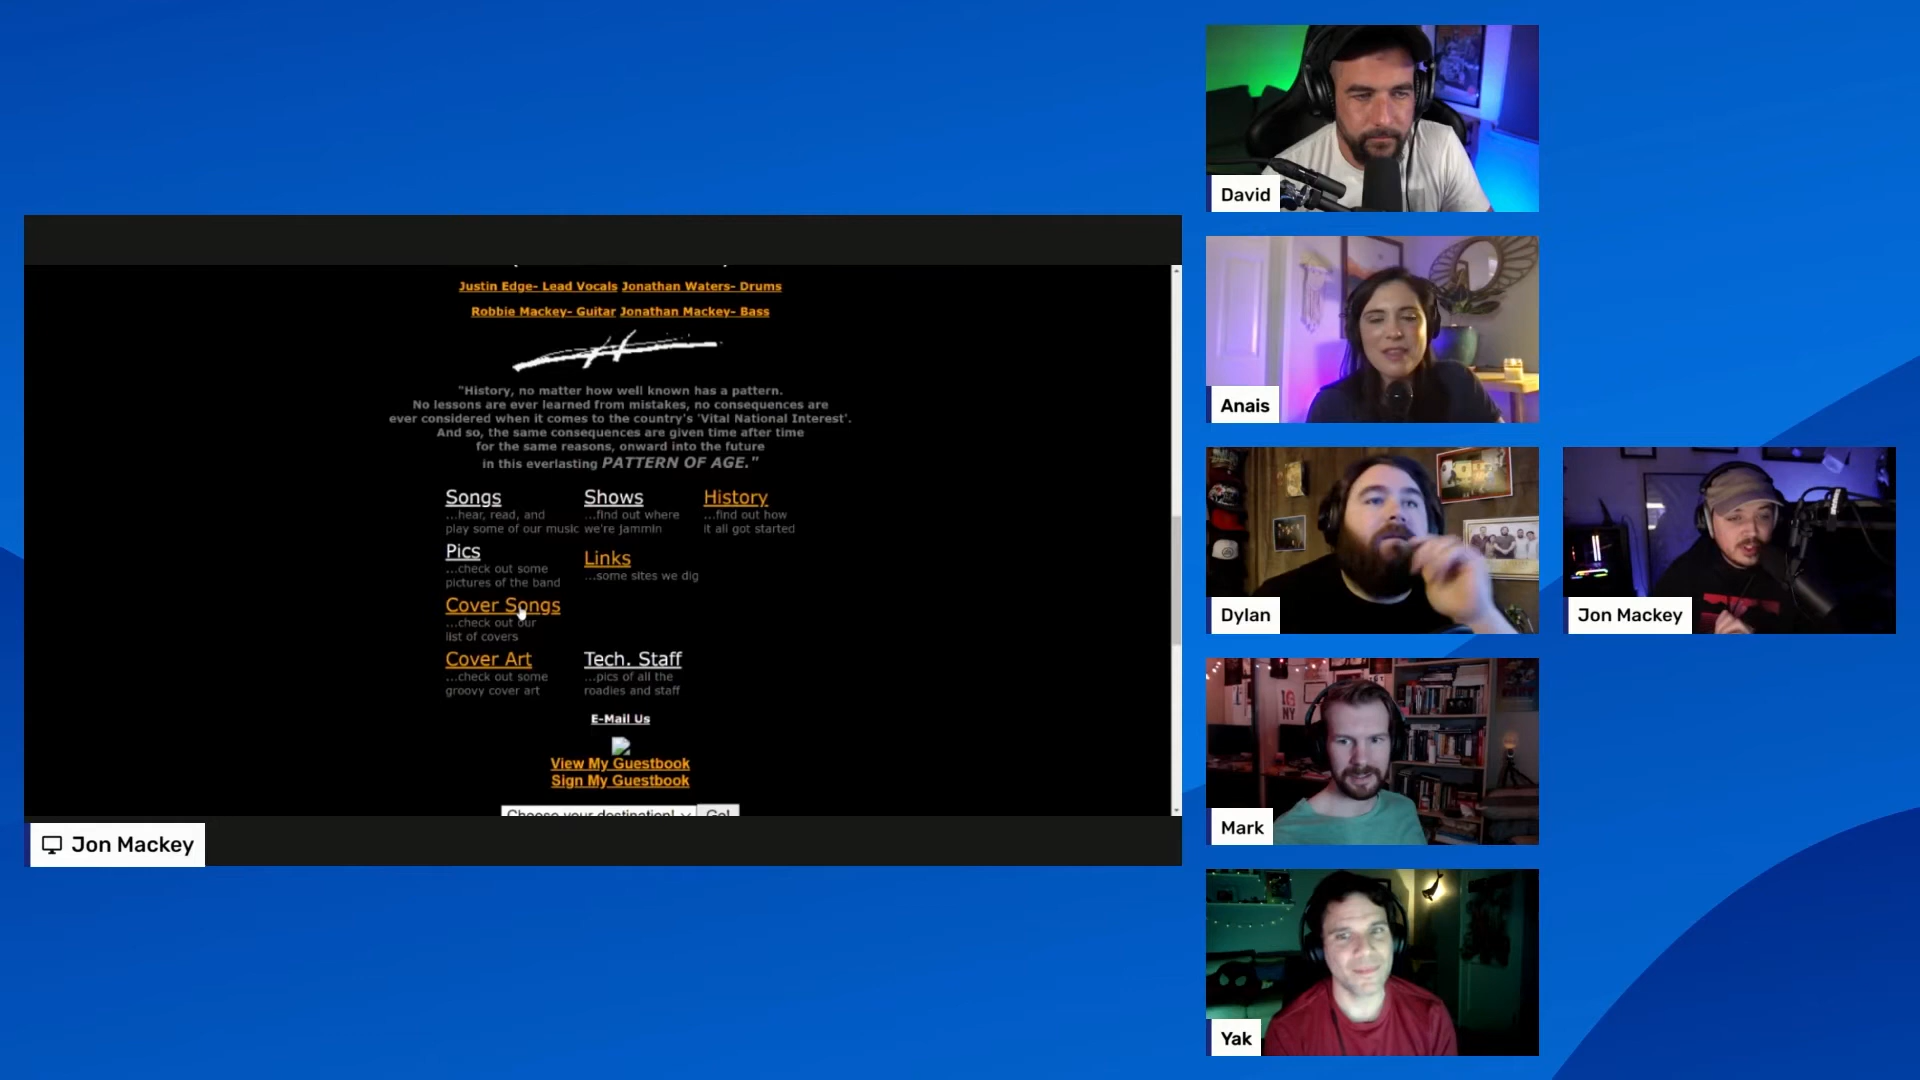 Justin Edge- Lead Vocals Jonathan Waters- Drums
Robbie Mackey- Guitar Jonathan Mackey- Bass
"History, no matter how well known has a pattern.
No lessons are ever learned from mistakes, no consequences are
ever considered when it comes to the country's 'Vital National Interest'.
And so, the same consequences are given time after time
for the same reasons, onward into the future
in this everlasting PATTERN OF AGE."
Songs Shows History
...hear, read, and ...find out where ...find out how
play some of our music we're jammin it all got started
Pics Links
...check out some ...some sites we dig
pictures of the band
Cover Songs
...check out our
list of covers
Cover Art Tech. Staff
...check out some ...pics of all the
groovy cover art roadies and staff
E-Mail Us
View My Guestbook
Sign My Guestbook
Choose your destination! Go!
Jon Mackey
David
Anais
Dylan
Jon Mackey
Mark
Yak